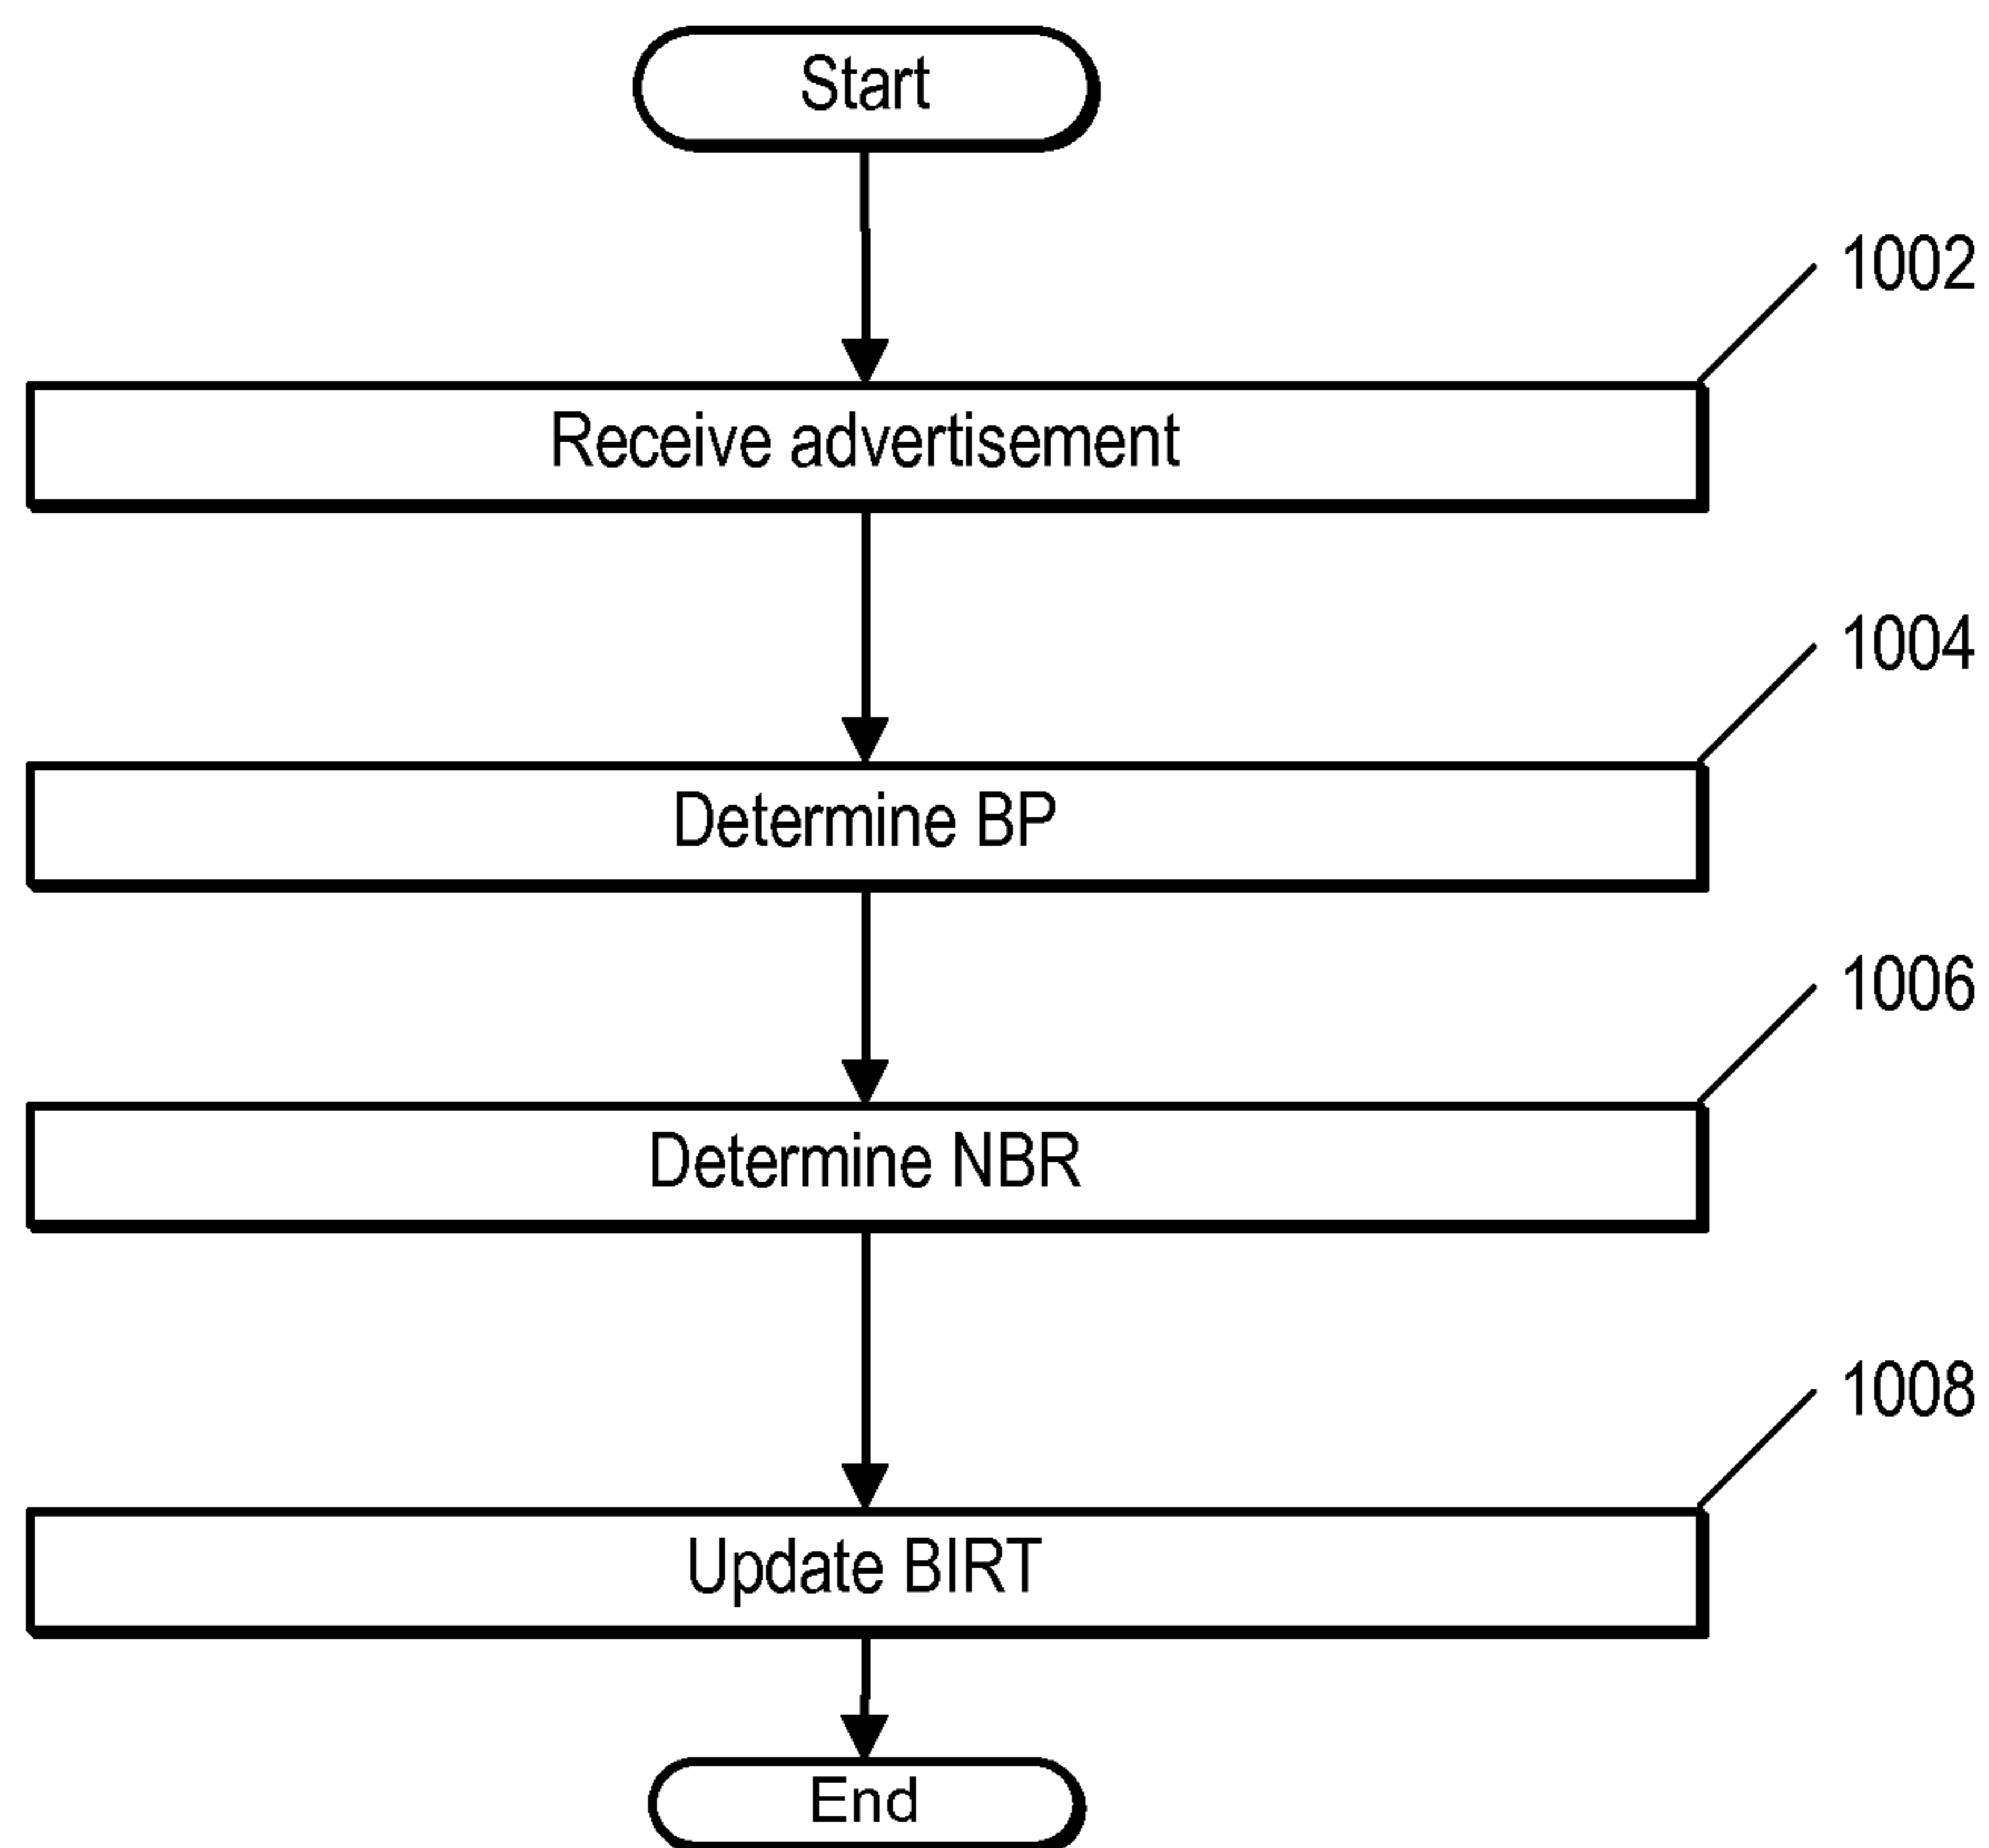 Start
1002
Receive advertisement
1004
Determine BP
1006
Determine NBR
1008
Update BIRT
End